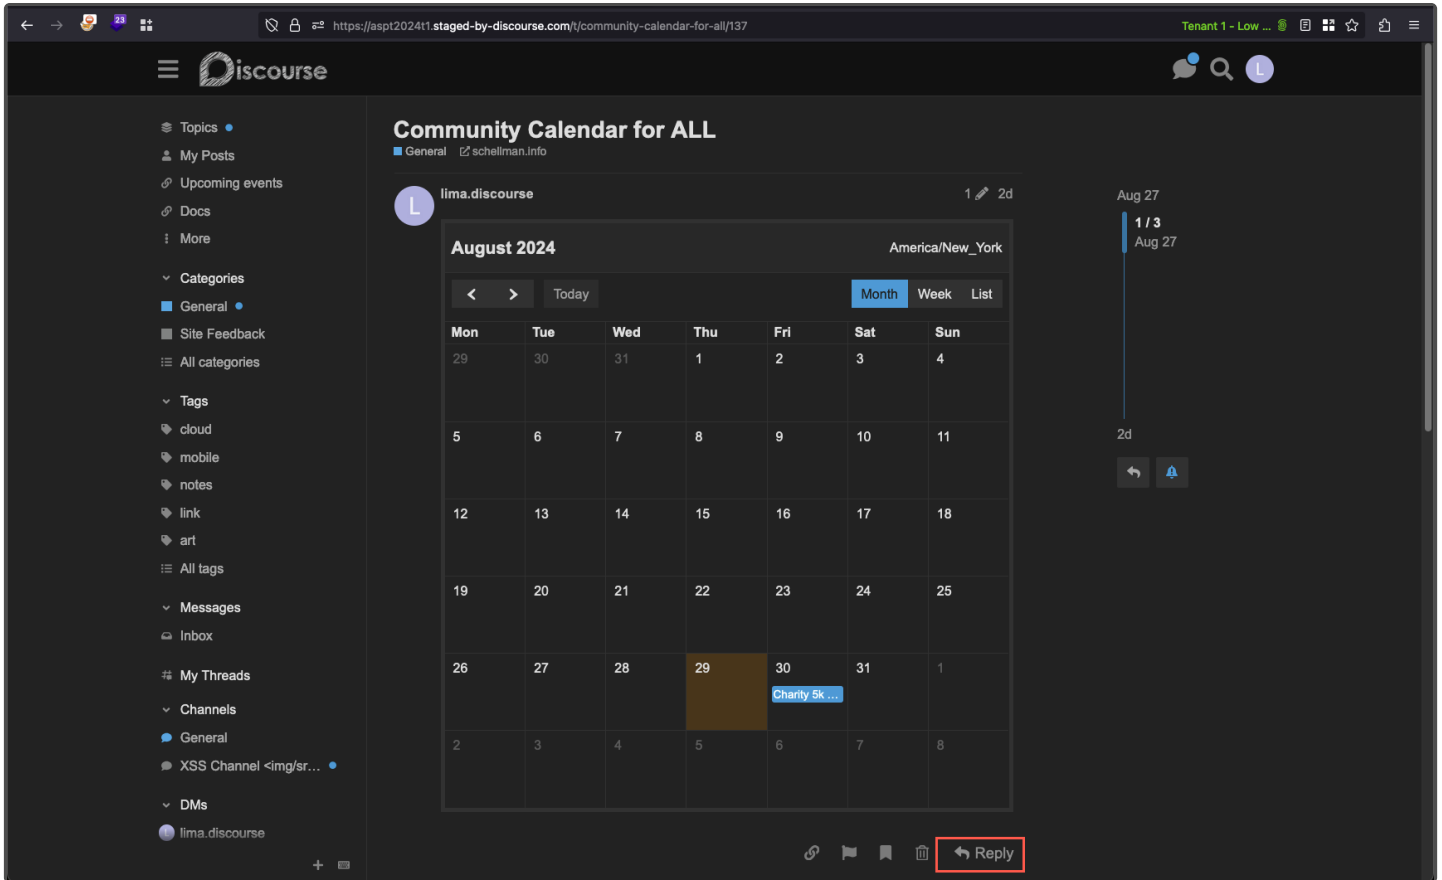 23
https://aspt2024t1.staged-by-discourse.com/t/community-calendar-for-all/137
Tenant 1 - Low ...
Discourse
L
Topics
My Posts
Upcoming events
Docs
More
Categories
General
Site Feedback
All categories
Tags
cloud
mobile
notes
link
art
All tags
Messages
Inbox
My Threads
Channels
General
XSS Channel <img/sr...
DMs
lima.discourse
Community Calendar for ALL
General schellman.info
L
lima.discourse 1 2d
August 2024 America/New_York
Today Month Week List
Mon Tue Wed Thu Fri Sat Sun
29 30 31 1 2 3 4
5 6 7 8 9 10 11
12 13 14 15 16 17 18
19 20 21 22 23 24 25
26 27 28 29 30 31 1
Charity 5k ...
2 3 4 5 6 7 8
Reply
Aug 27
1 / 3
Aug 27
2d